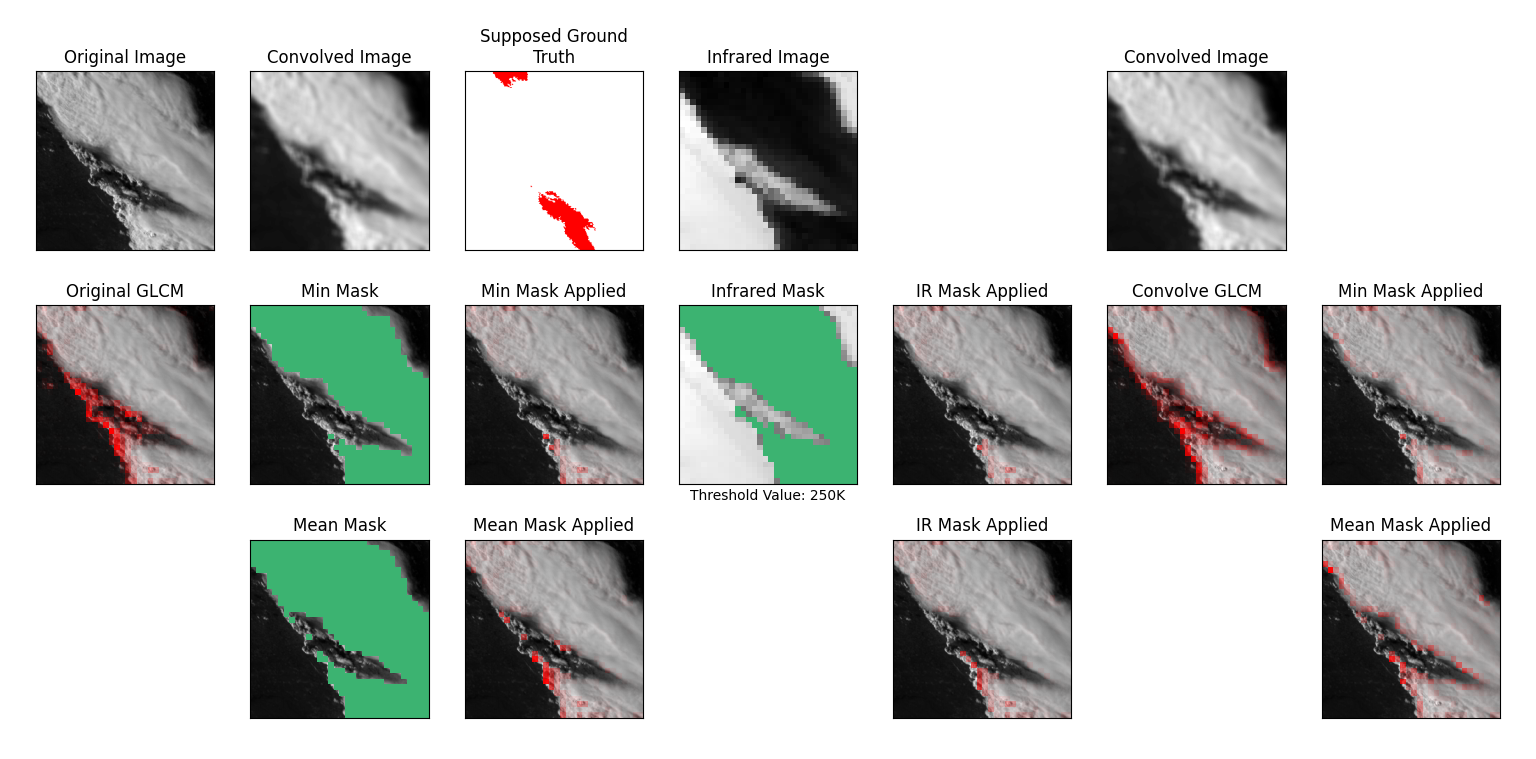 Original Image
Convolved Image
Supposed Ground
Truth
Infrared Image
Convolved Image
Original GLCM
Min Mask
Min Mask Applied
Infrared Mask
IR Mask Applied
Convolve GLCM
Min Mask Applied
Threshold Value: 250K
Mean Mask
Mean Mask Applied
IR Mask Applied
Mean Mask Applied